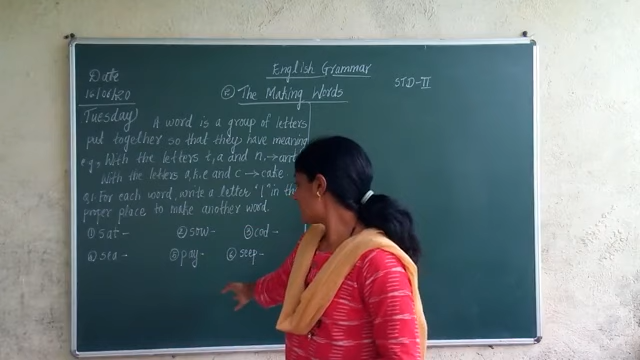 Date
English Grammar
STD-II
16/06/20
The Making Words
Tuesday
A word is a group of letters
put together so that they have meaning
e.g, With the letters t, a and n, → ant
With the letters a, k, e and c → cake
Q.1. For each word, write a letter 'l' in the
proper place to make another word.
① sat - ② sow - ③ cod -
④ sea - ⑤ pay - ⑥ seep -